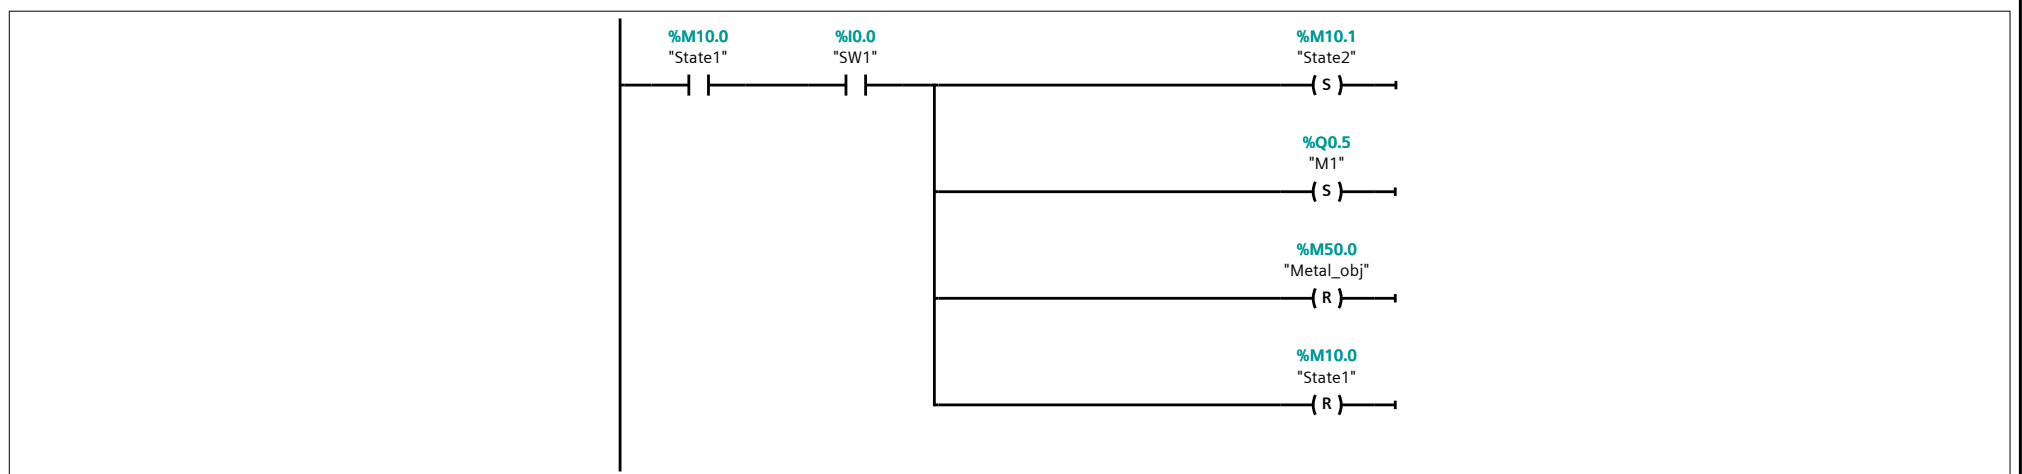 %M10.0 %I0.0 %M10.1
"State1" "SW1" "State2"
S
%Q0.5
"M1"
S
%M50.0
"Metal_obj"
R
%M10.0
"State1"
R